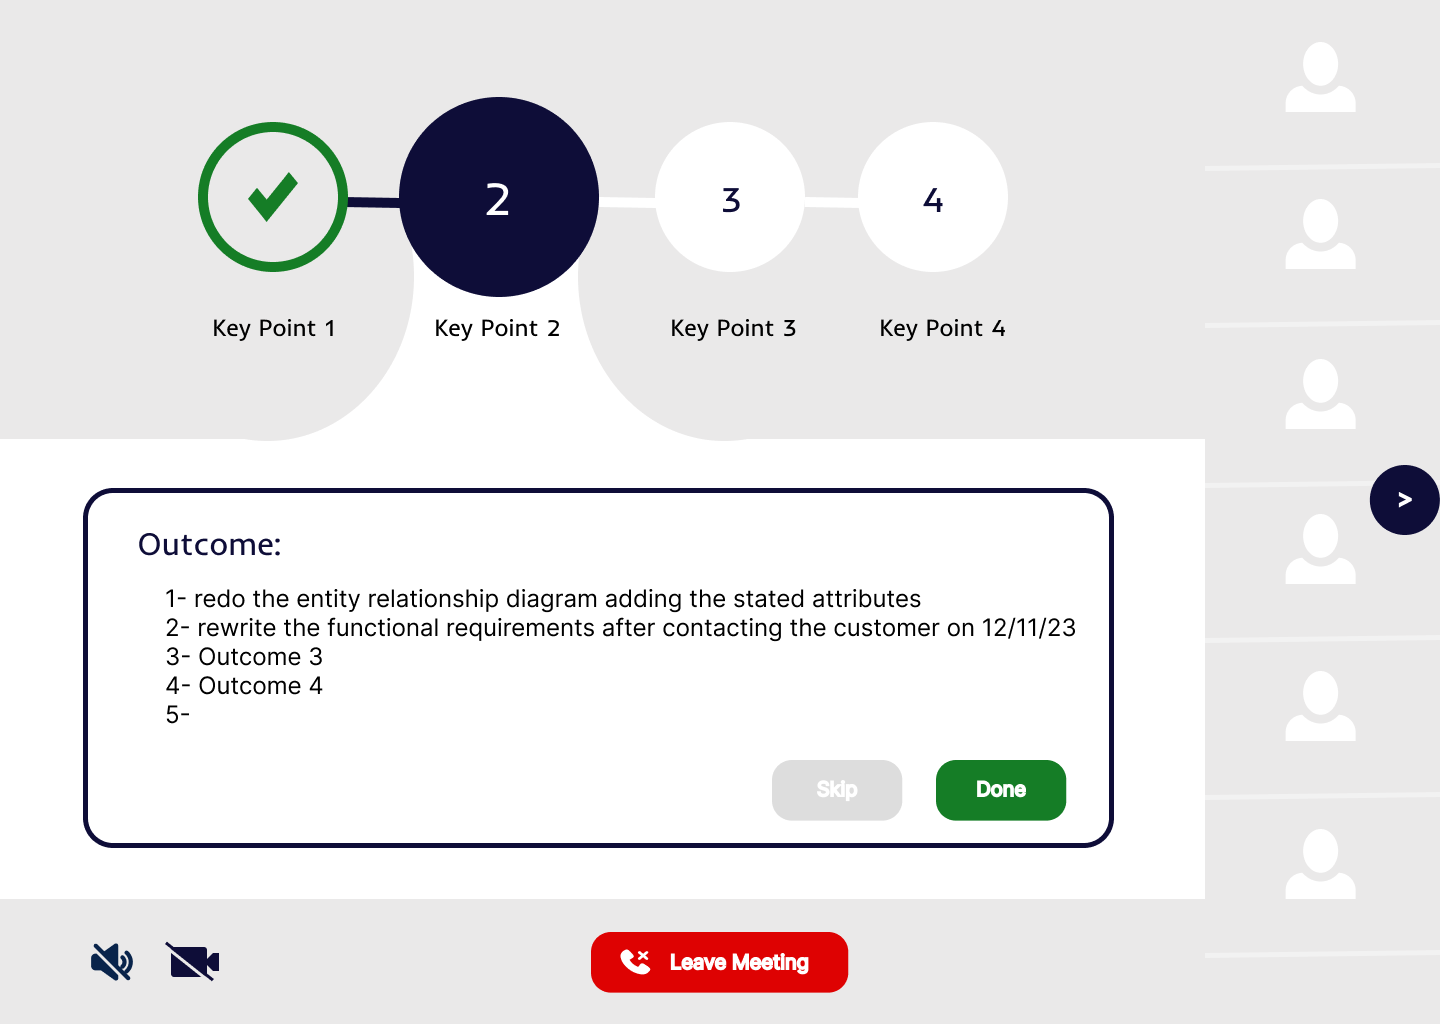 2
3
4
Key Point 1
Key Point 2
Key Point 3
Key Point 4
>
Outcome:
1- redo the entity relationship diagram adding the stated attributes
2- rewrite the functional requirements after contacting the customer on 12/11/23
3- Outcome 3
4- Outcome 4
5-
Skip
Done
Leave Meeting